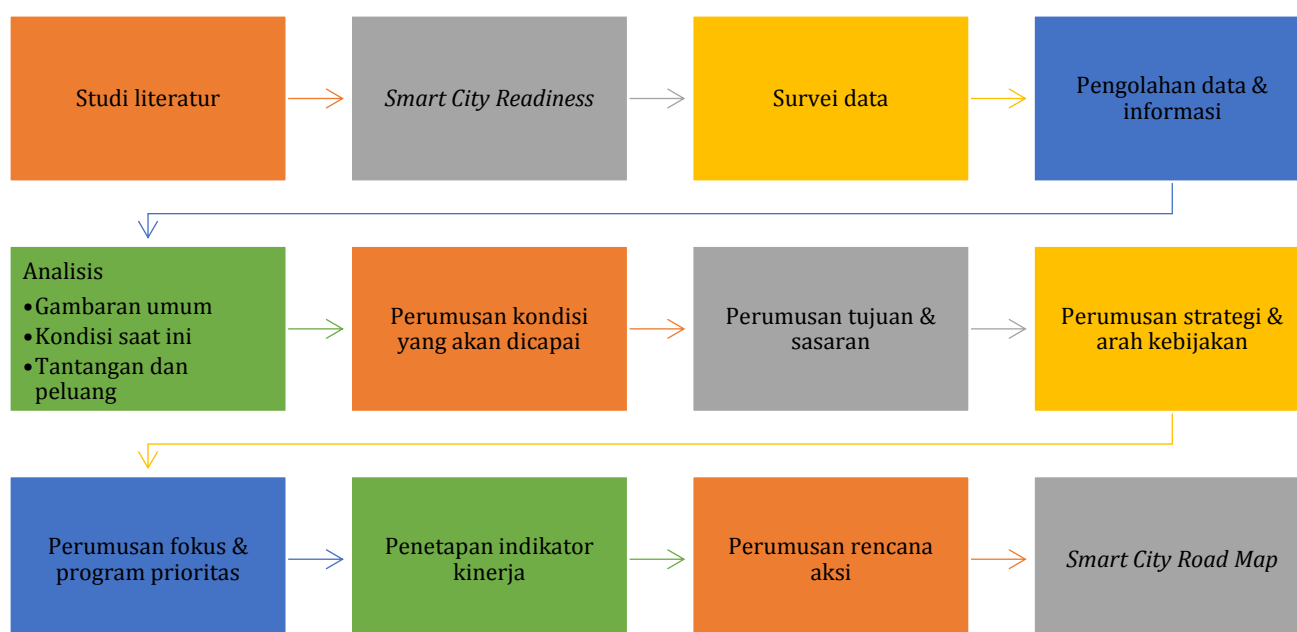 Studi literatur
Smart City Readiness
Survei data
Pengolahan data &
informasi
Analisis
•Gambaran umum
•Kondisi saat ini
•Tantangan dan
peluang
Perumusan kondisi
yang akan dicapai
Perumusan tujuan &
sasaran
Perumusan strategi &
arah kebijakan
Perumusan fokus &
program prioritas
Penetapan indikator
kinerja
Perumusan rencana
aksi
Smart City Road Map